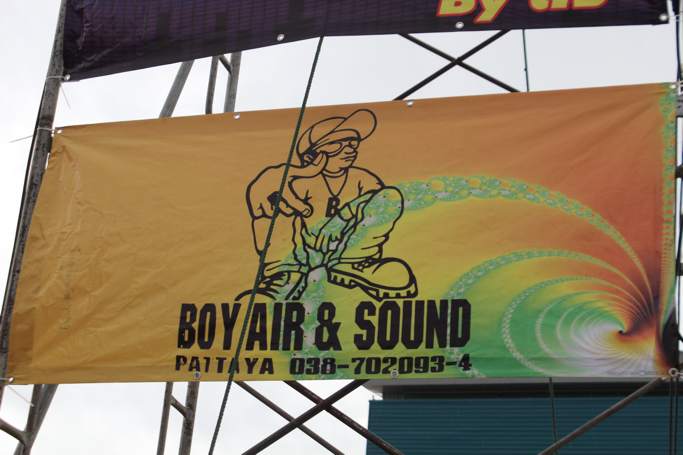 By
B
BOY AIR & SOUND
PATTAYA 038-702093-4